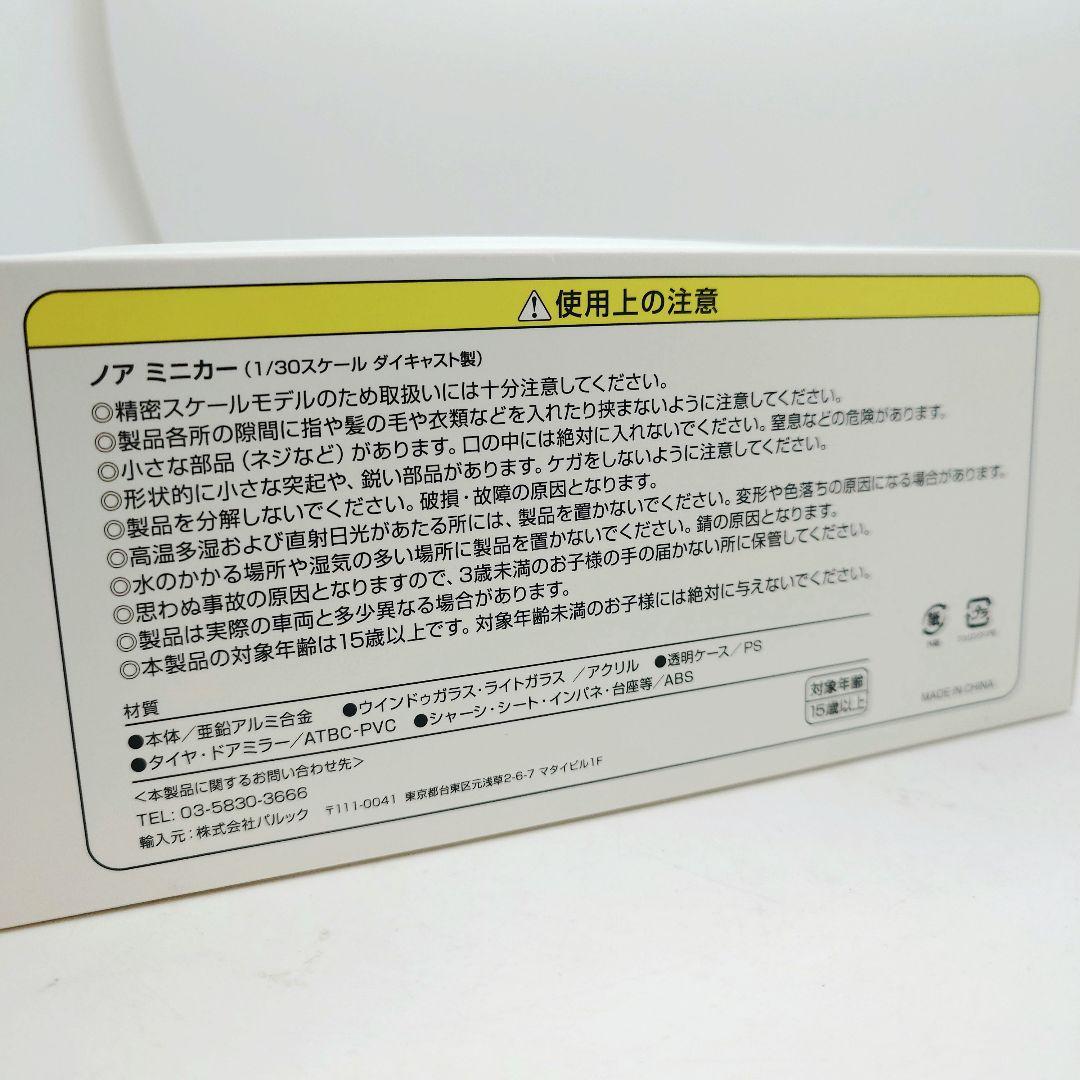 ⚠使用上の注意
ノア ミニカー(1/30スケール ダイキャスト製)
◎精密スケールモデルのため取扱いには十分注意してください。
◎製品各所の隙間に指や髪の毛や衣類などを入れたり挟まないように注意してください。
◎小さな部品(ネジなど)があります。口の中には絶対に入れないでください。窒息などの危険があります。
◎形状的に小さな突起や、鋭い部品があります。ケガをしないように注意してください。
◎製品を分解しないでください。破損・故障の原因となります。
◎高温多湿および直射日光があたる所には、製品を置かないでください。変形や色落ちの原因になる場合があります。
◎水のかかる場所や湿気の多い場所に製品を置かないでください。錆の原因となります。
◎思わぬ事故の原因となりますので、3歳未満のお子様の手の届かない所に保管してください。
◎製品は実際の車両と多少異なる場合があります。
◎本製品の対象年齢は15歳以上です。対象年齢未満のお子様には絶対に与えないでください。
材質
●本体/亜鉛アルミ合金 ●ウインドゥガラス・ライトガラス/アクリル ●透明ケース/PS
●タイヤ・ドアミラー/ATBC-PVC ●シャーシ・シート・インパネ・台座等/ABS
<本製品に関するお問い合わせ先>
TEL: 03-5830-3666
輸入元:株式会社パルック 〒111-0041 東京都台東区元浅草2-6-7 マタイビル1F
対象年齢
15歳以上
紙
プラ
MADE IN CHINA